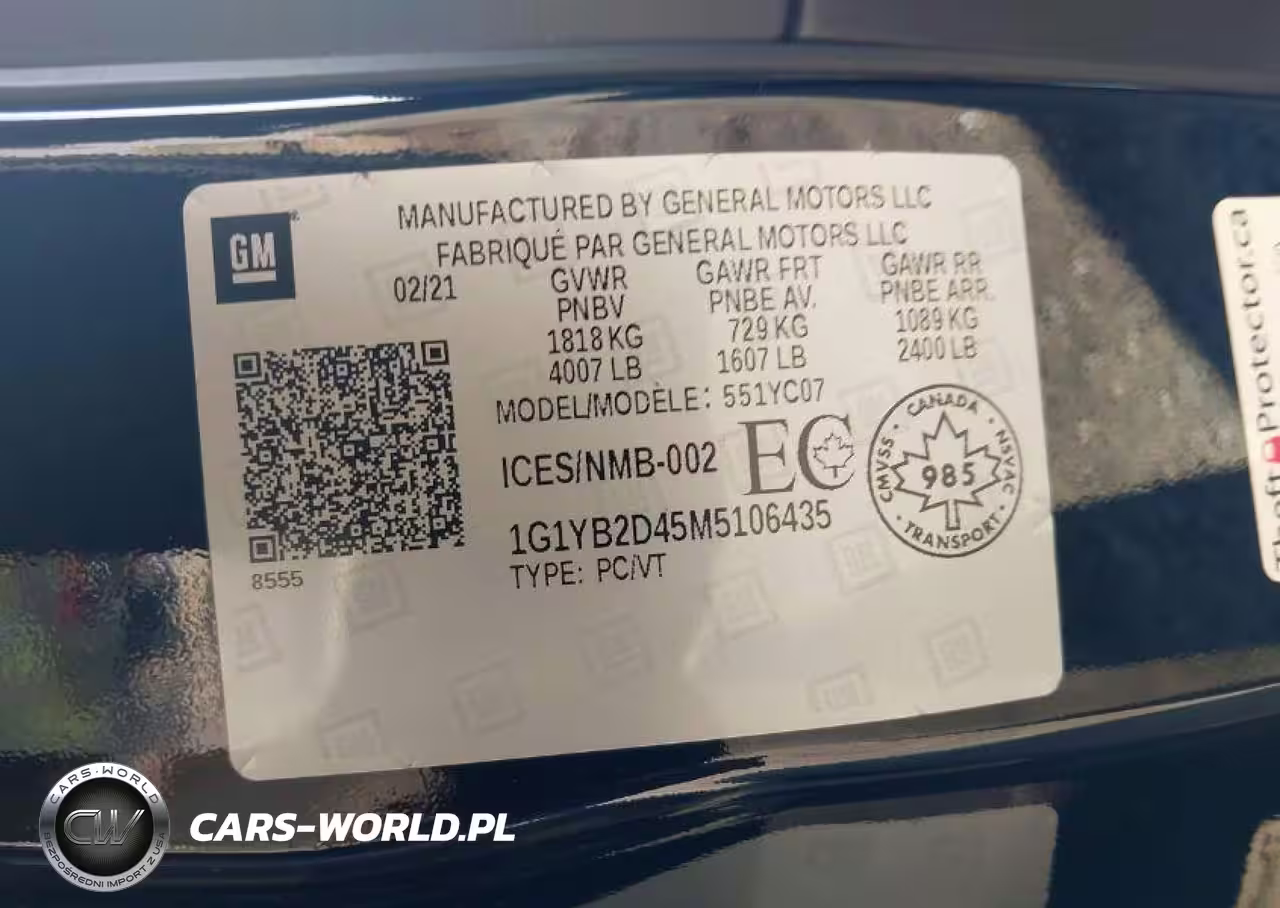 MANUFACTURED BY GENERAL MOTORS LLC
FABRIQUÉ PAR GENERAL MOTORS LLC
GM
02/21
GVWR
PNBV
1818 KG
4007 LB
GAWR FRT
PNBE AV.
729 KG
1607 LB
GAWR RR
PNBE ARR.
1089 KG
2400 LB
MODEL/MODÈLE: 551YC07
ICES/NMB-002
EC
CANADA
CMVSS
985
NSVAC
TRANSPORT
1G1YB2D45M5106435
TYPE: PC/VT
8555
Theft Protector.ca
CARS-WORLD
CW
BEZPOŚREDNI IMPORT Z USA
CARS-WORLD.PL